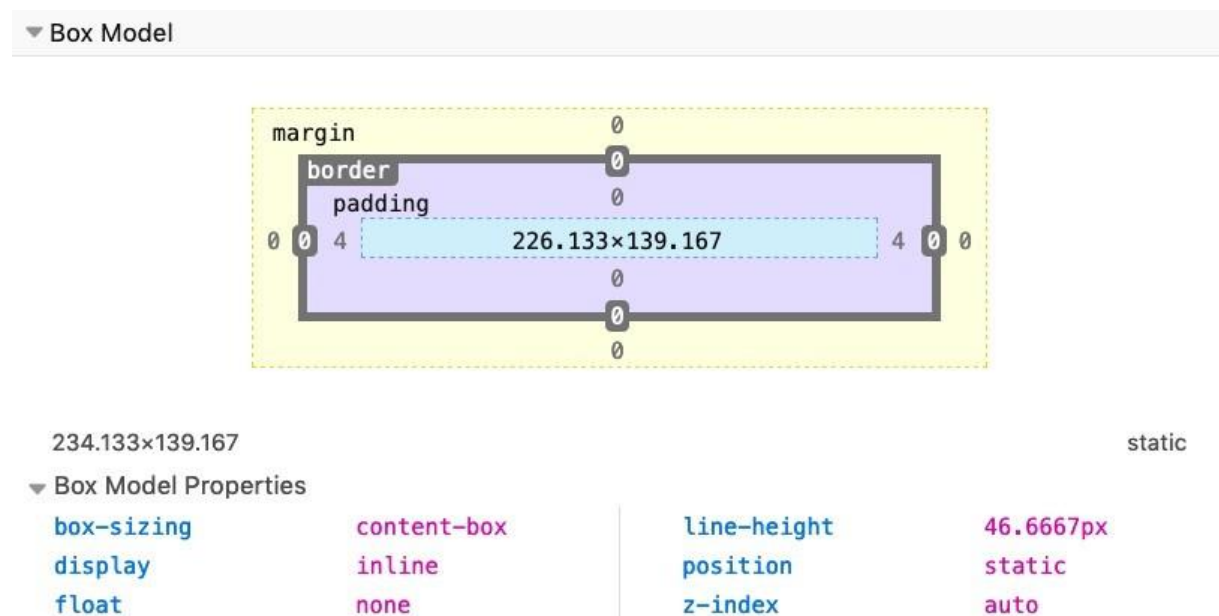 Box Model
margin 0
border 0
padding 0
0 0 4 226.133×139.167 4 0 0
0
0
0
234.133×139.167 static
Box Model Properties
box-sizing content-box line-height 46.6667px
display inline position static
float none z-index auto